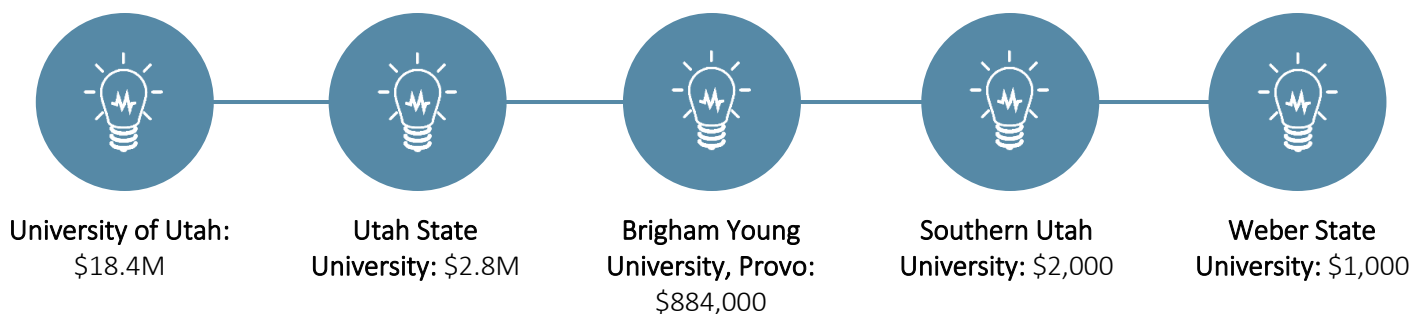 University of Utah:
$18.4M
Utah State
University: $2.8M
Brigham Young
University, Provo:
$884,000
Southern Utah
University: $2,000
Weber State
University: $1,000